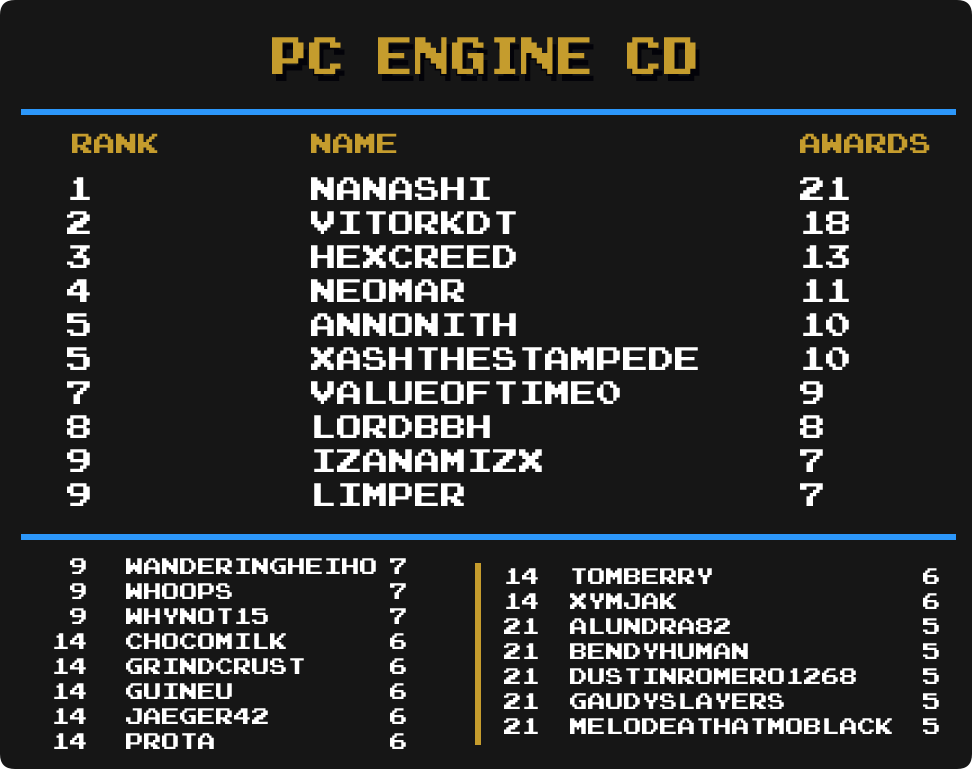 PC ENGINE CD
RANK NAME AWARDS
1 NANASHI 21
2 VITORKDT 18
3 HEXCREED 13
4 NEOMAR 11
5 ANNONITH 10
5 XASHTHESTAMPEDE 10
7 VALUEOFTIME0 9
8 LORDBBH 8
9 IZANAMIZX 7
9 LIMPER 7
9 WANDERINGHEIHO 7
9 WHOOPS 7
9 WHYNOT15 7
14 CHOCOMILK 6
14 GRINDCRUST 6
14 GUINEU 6
14 JAEGER42 6
14 PROTA 6
14 TOMBERRY 6
14 XYMJAK 6
21 ALUNDRA82 5
21 BENDYHUMAN 5
21 DUSTINROMERO1268 5
21 GAUDYSLAYERS 5
21 MELODEATHATMOBLACK 5